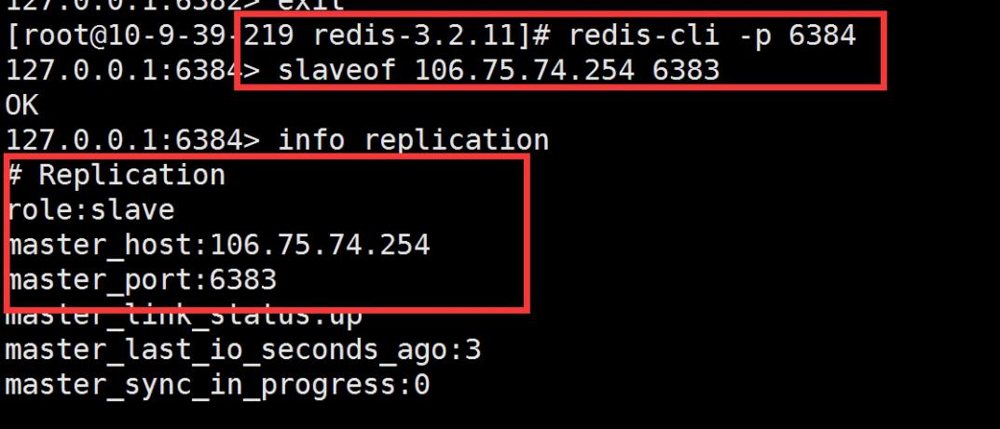 127.0.0.1:6382> exit
[root@10-9-39-219 redis-3.2.11]# redis-cli -p 6384
127.0.0.1:6384> slaveof 106.75.74.254 6383
OK
127.0.0.1:6384> info replication
# Replication
role:slave
master_host:106.75.74.254
master_port:6383
master_link_status:up
master_last_io_seconds_ago:3
master_sync_in_progress:0